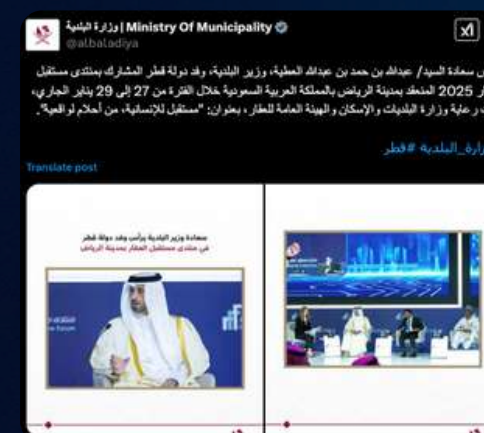 Ministry Of Municipality | وزارة البلدية
@albaladiya
سعادة السيد/ عبدالله بن حمد بن عبدالله العطية، وزير البلدية، وفد دولة قطر المشارك بمنتدى مستقبل
2025 المنعقد بمدينة الرياض بالمملكة العربية السعودية خلال الفترة من 27 إلى 29 يناير الجاري،
رعاية وزارة البلديات والإسكان والهيئة العامة للعقار، بعنوان: "مستقبل للإنسانية، من أحلام لواقعية".
#قطر
Translate post
سعادة وزير البلدية يرأس وفد دولة قطر
في منتدى مستقبل العقار بمدينة الرياض